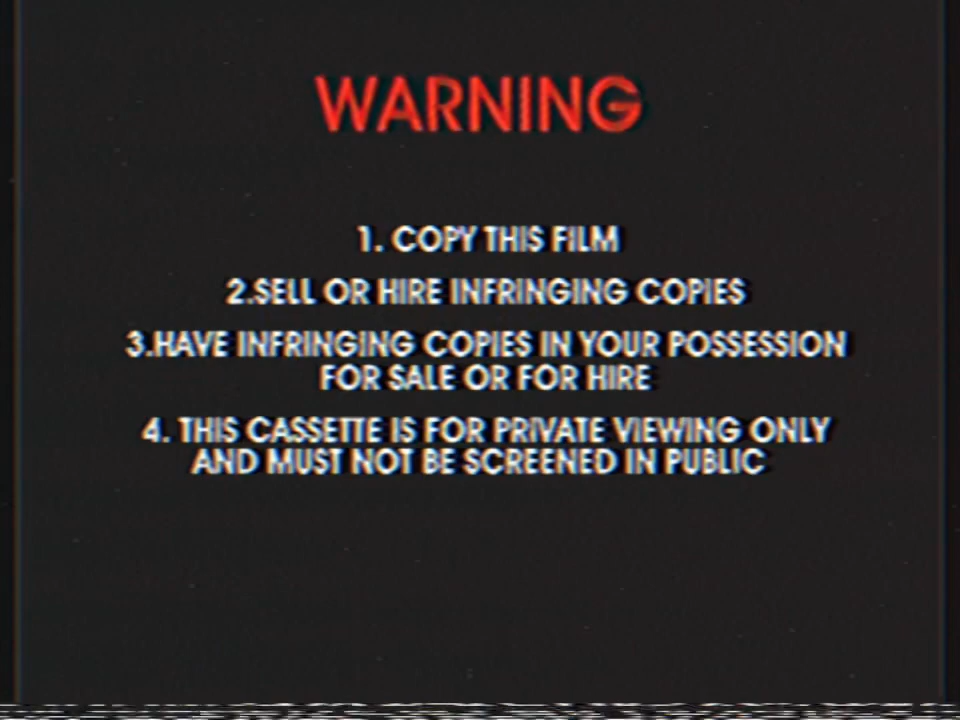 WARNING
1. COPY THIS FILM
2.SELL OR HIRE INFRINGING COPIES
3.HAVE INFRINGING COPIES IN YOUR POSSESSION
FOR SALE OR FOR HIRE
4. THIS CASSETTE IS FOR PRIVATE VIEWING ONLY
AND MUST NOT BE SCREENED IN PUBLIC